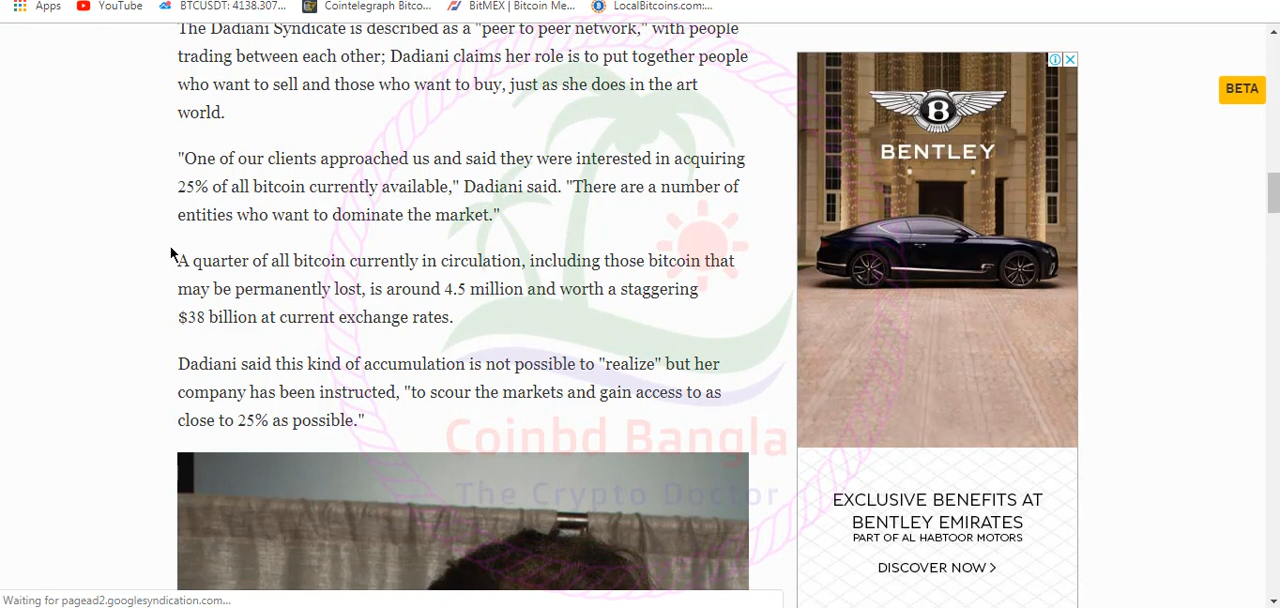 Apps YouTube BTCUSDT: 4138.307... Cointelegraph Bitco... BitMEX | Bitcoin Me... LocalBitcoins.com:...
The Dadiani Syndicate is described as a "peer to peer network," with people
trading between each other; Dadiani claims her role is to put together people
who want to sell and those who want to buy, just as she does in the art
world.
"One of our clients approached us and said they were interested in acquiring
25% of all bitcoin currently available," Dadiani said. "There are a number of
entities who want to dominate the market."
A quarter of all bitcoin currently in circulation, including those bitcoin that
may be permanently lost, is around 4.5 million and worth a staggering
$38 billion at current exchange rates.
Dadiani said this kind of accumulation is not possible to "realize" but her
company has been instructed, "to scour the markets and gain access to as
close to 25% as possible."
Coinbd Bangla
The Crypto Doctor
B
BENTLEY
EXCLUSIVE BENEFITS AT
BENTLEY EMIRATES
PART OF AL HABTOOR MOTORS
DISCOVER NOW >
BETA
Waiting for pagead2.googlesyndication.com...